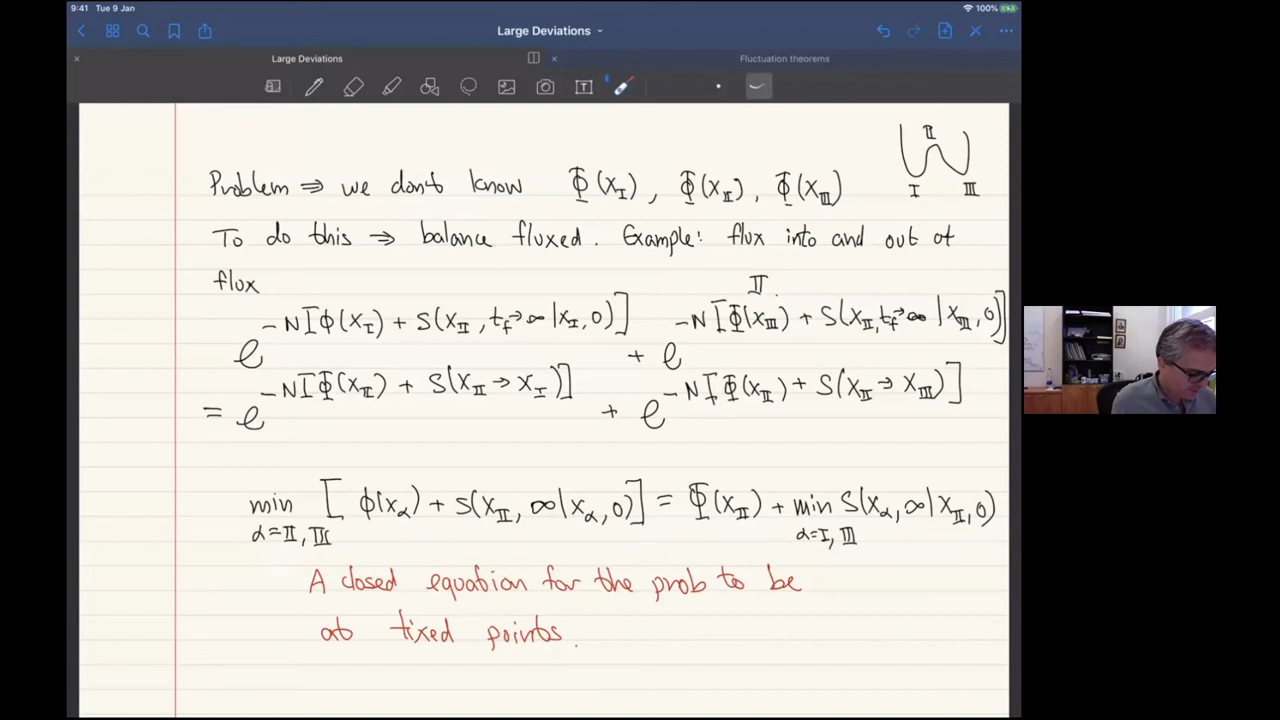 9:41 Tue 9 Jan
100%
Large Deviations
Large Deviations
Fluctuation theorems
T
II
I III
Problem ⇒ we don't know Φ(x_I), Φ(x_II), Φ(x_III)
To do this ⇒ balance fluxed. Example: flux into and out of
flux II.
e^{-N[Φ(x_I) + S(x_II, t_f→∞ | x_I, 0)]} + e^{-N[Φ(x_III) + S(x_II, t_f→∞ | x_III, 0)]}
= e^{-N[Φ(x_II) + S(x_II → x_I)]} + e^{-N[Φ(x_II) + S(x_II → x_III)]}
min_{α=II, III} [ϕ(x_α) + S(x_II, ∞ | x_α, 0)] = Φ(x_II) + min_{α=I, III} S(x_α, ∞ | x_II, 0)
A closed equation for the prob to be
at fixed points.